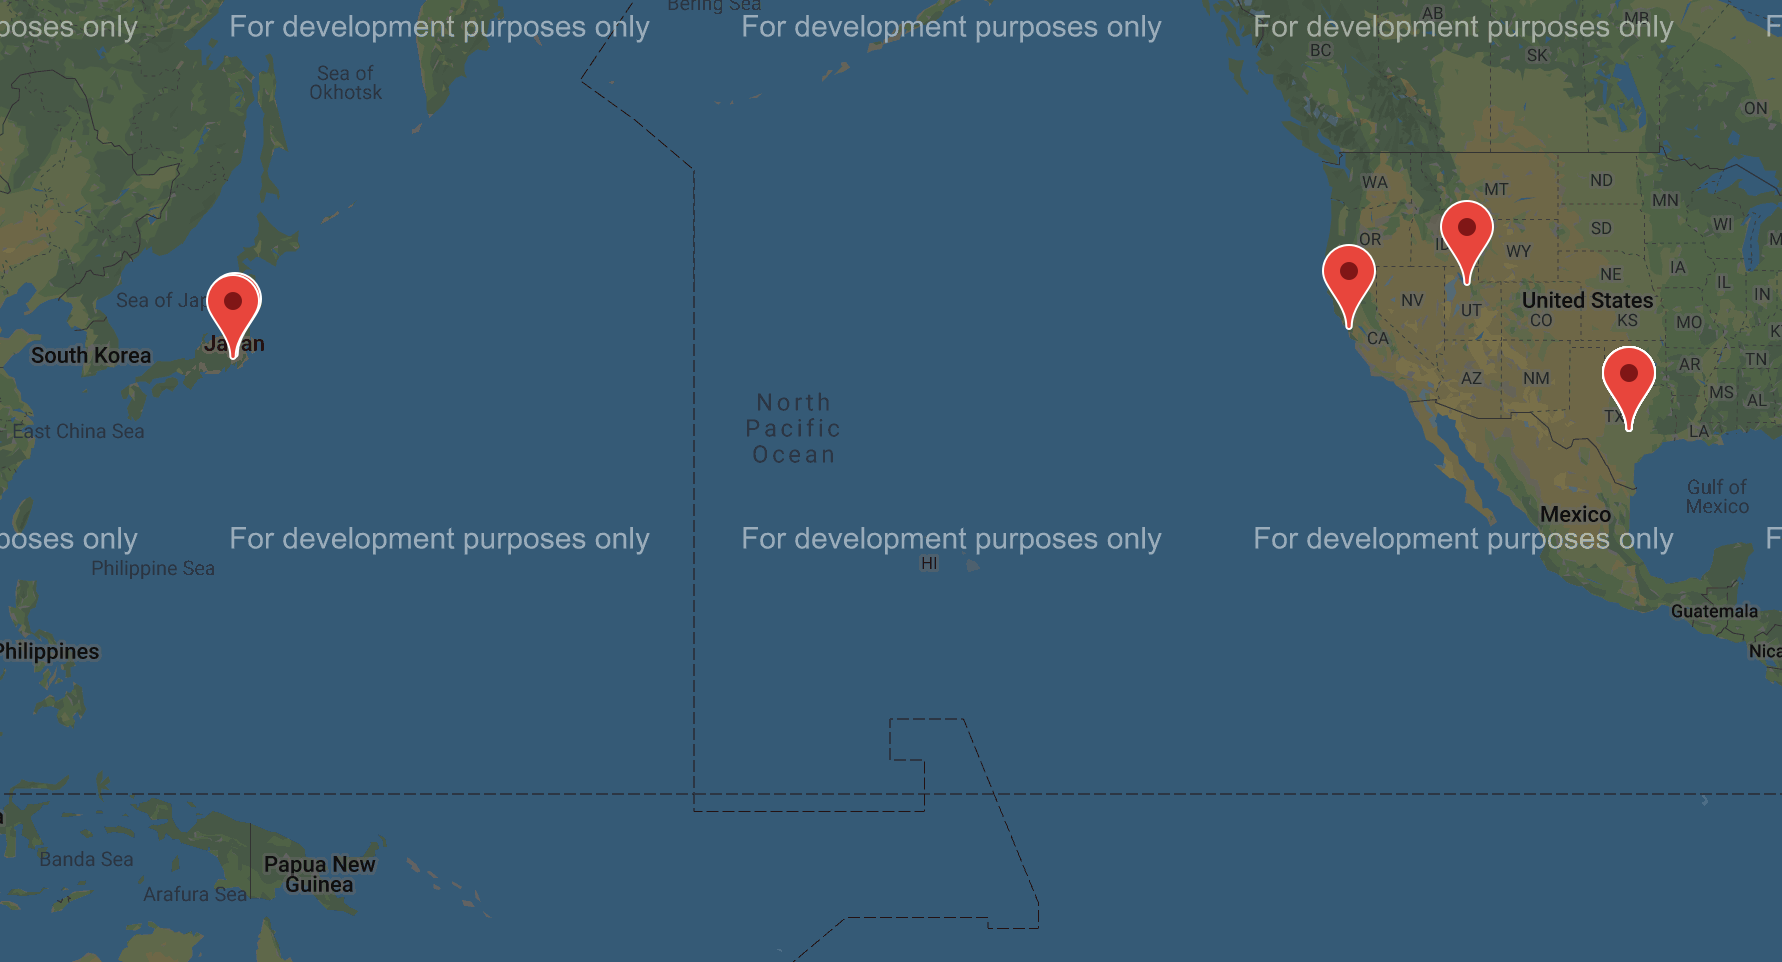 Bering Sea
poses only
For development purposes only
For development purposes only
For development purposes only
F
AB
MB
BC
SK
Sea of
Okhotsk
ON
WA
MT
ND
MN
OR
ID
WY
SD
WI
M
Sea of Jap
NV
UT
United States
NE
IA
IL
IN
CO
KS
MO
K
South Korea
Japan
CA
AZ
NM
AR
TN
MS
AL
TX
LA
East China Sea
North
Pacific
Ocean
Gulf of
Mexico
Mexico
poses only
For development purposes only
For development purposes only
For development purposes only
F
Philippine Sea
HI
Guatemala
Philippines
Nica
a
Banda Sea
Papua New
Guinea
Arafura Sea